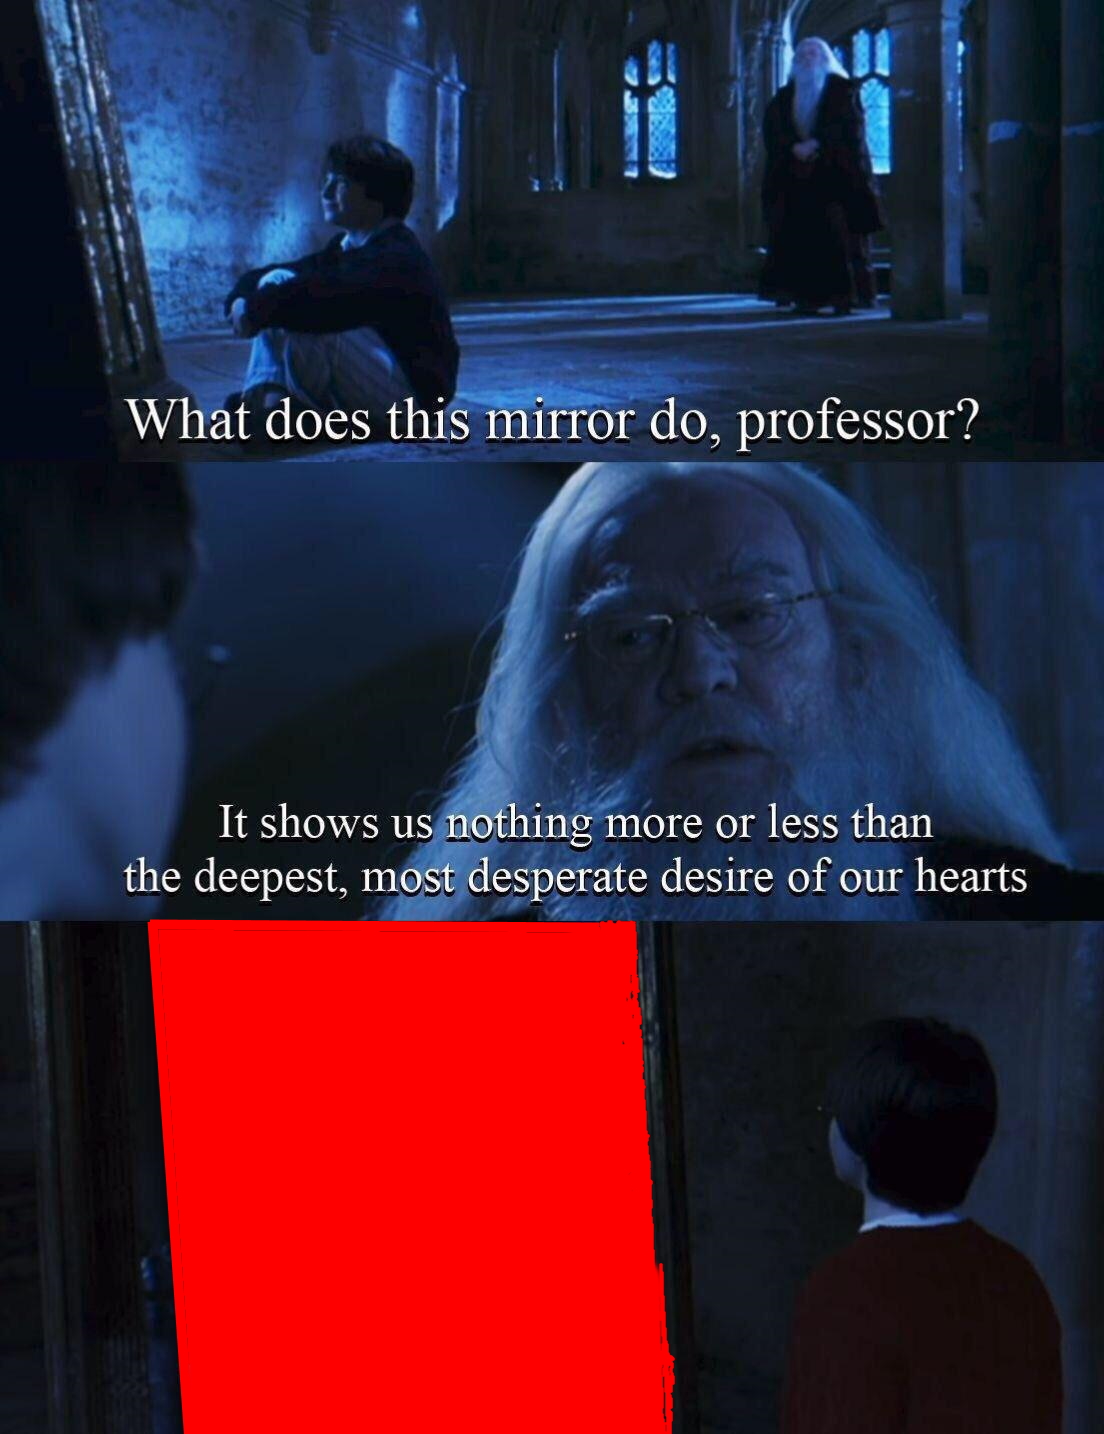 What does this mirror do, professor?
It shows us nothing more or less than
the deepest, most desperate desire of our hearts